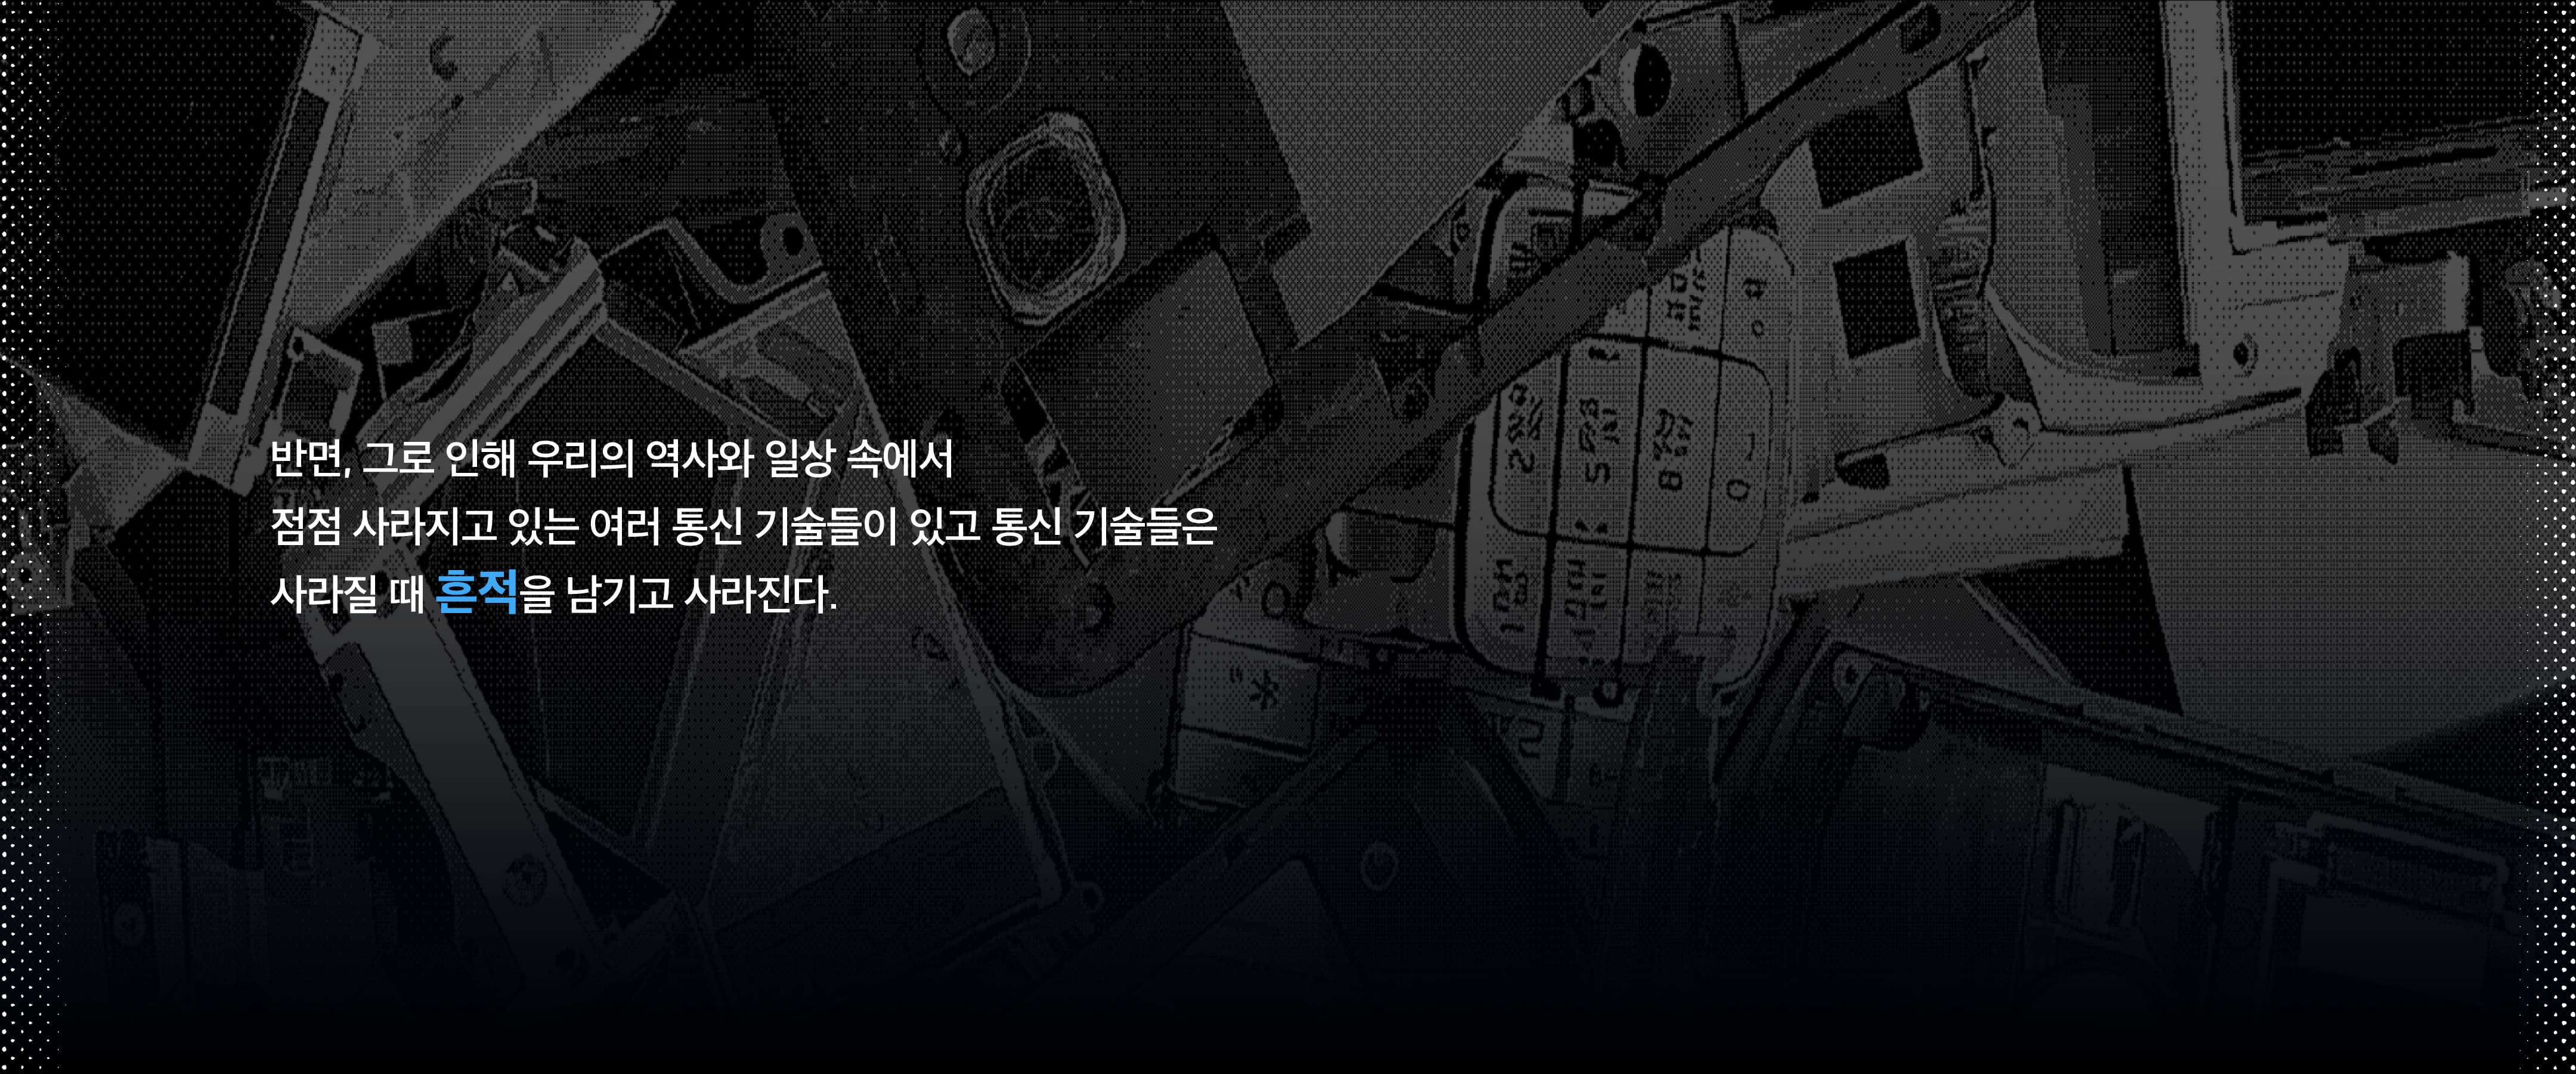 반면, 그로 인해 우리의 역사와 일상 속에서
점점 사라지고 있는 여러 통신 기술들이 있고 통신 기술들은
사라질 때 흔적을 남기고 사라진다.